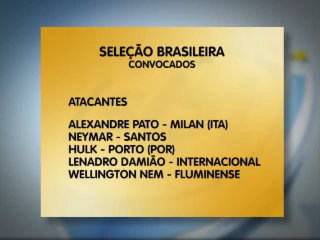 SELEÇÃO BRASILEIRA
CONVOCADOS
ATACANTES
ALEXANDRE PATO - MILAN (ITA)
NEYMAR - SANTOS
HULK - PORTO (POR)
LENADRO DAMIÃO - INTERNACIONAL
WELLINGTON NEM - FLUMINENSE